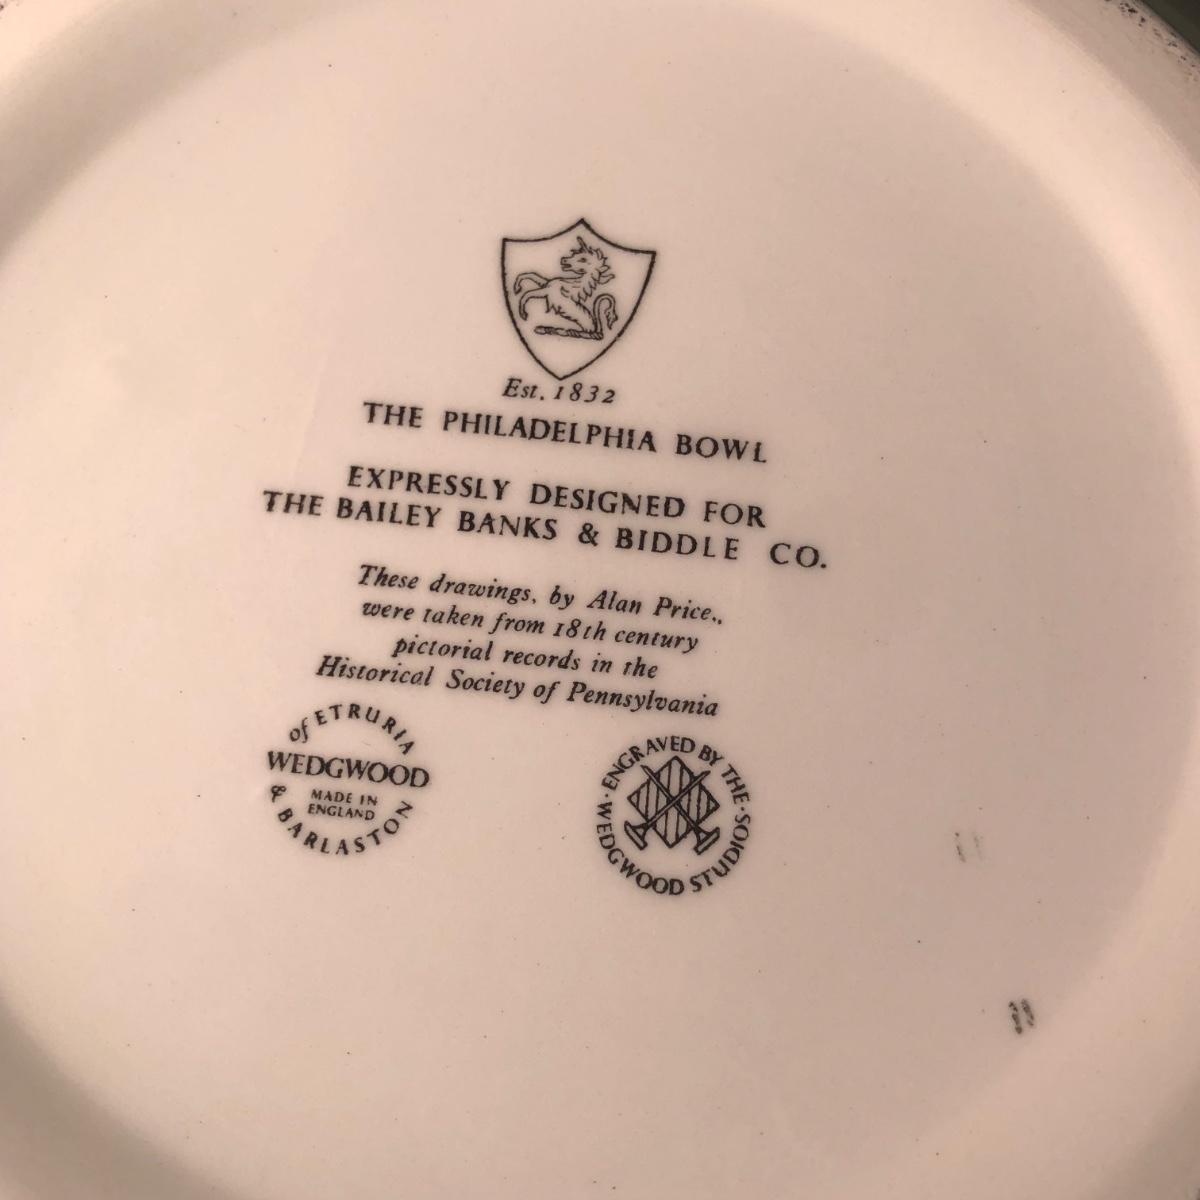 Est. 1832
THE PHILADELPHIA BOWL
EXPRESSLY DESIGNED FOR
THE BAILEY BANKS & BIDDLE CO.
These drawings, by Alan Price.,
were taken from 18th century
pictorial records in the
Historical Society of Pennsylvania
of ETRURIA
WEDGWOOD
MADE IN
ENGLAND
& BARLASTON
ENGRAVED BY THE
· WEDGWOOD STUDIOS ·